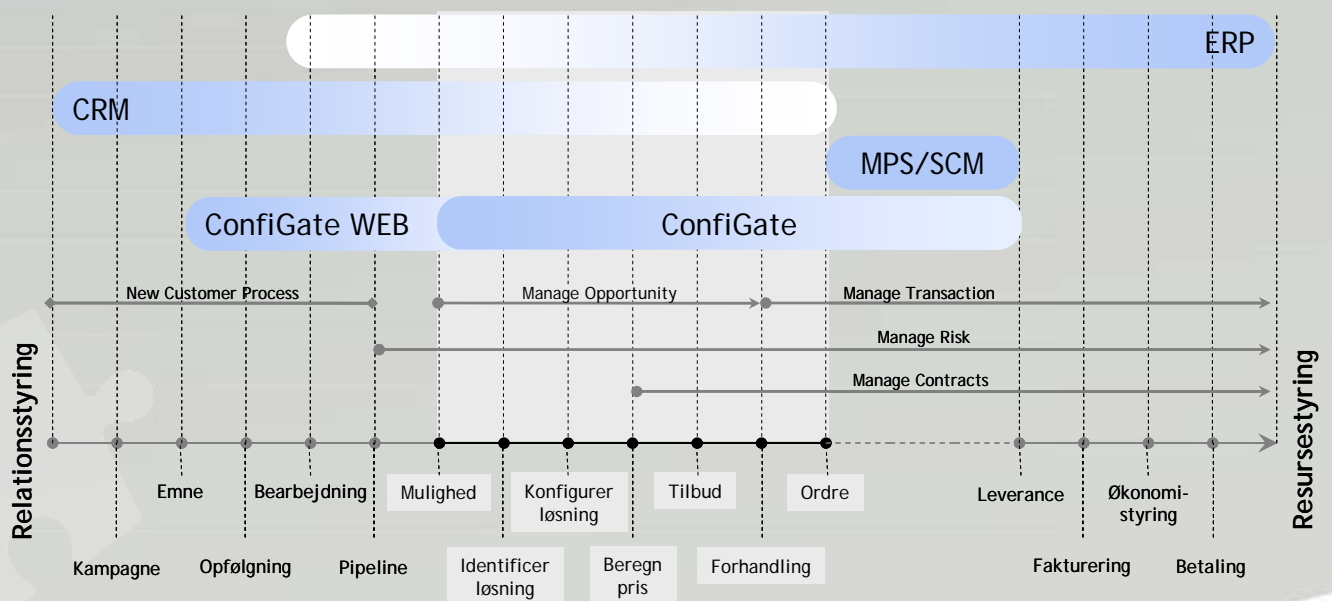 ERP
CRM
MPS/SCM
ConfiGate WEB
ConfiGate
New Customer Process
Manage Opportunity
Manage Transaction
Manage Risk
Manage Contracts
Relationsstyring
Resursestyring
Emne
Bearbejdning
Mulighed
Konfigurer
løsning
Tilbud
Ordre
Leverance
Økonomi-
styring
Kampagne
Opfølgning
Pipeline
Identificer
løsning
Beregn
pris
Forhandling
Fakturering
Betaling